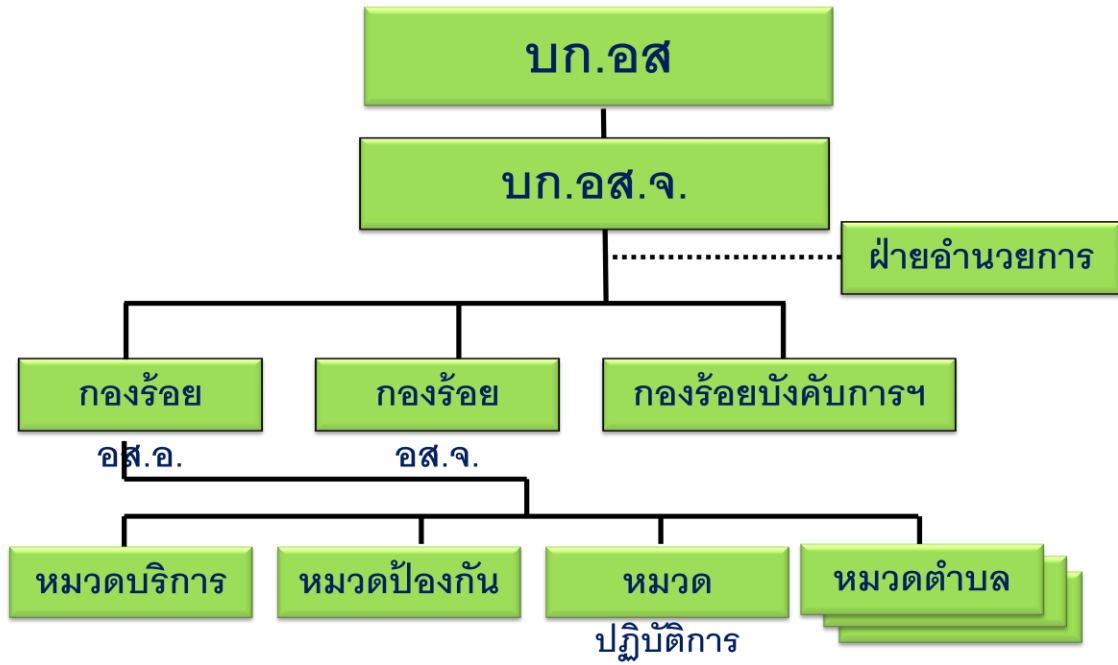 บก.อส
บก.อส.จ.
ฝ่ายอำนวยการ
กองร้อย
อส.อ.
กองร้อย
อส.จ.
กองร้อยบังคับการฯ
หมวดบริการ
หมวดป้องกัน
หมวด
ปฏิบัติการ
หมวดตำบล